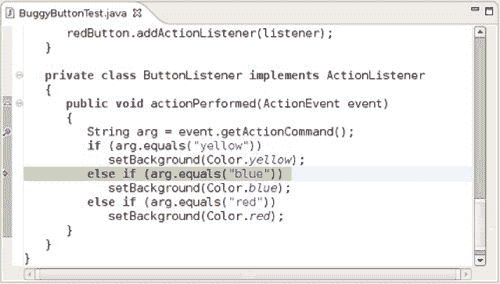 BuggyButtonTest.java
redButton.addActionListener(listener);
}
private class ButtonListener implements ActionListener
{
public void actionPerformed(ActionEvent event)
{
String arg = event.getActionCommand();
if (arg.equals("yellow"))
setBackground(Color.yellow);
else if (arg.equals("blue"))
setBackground(Color.blue);
else if (arg.equals("red"))
setBackground(Color.red);
}
}
}